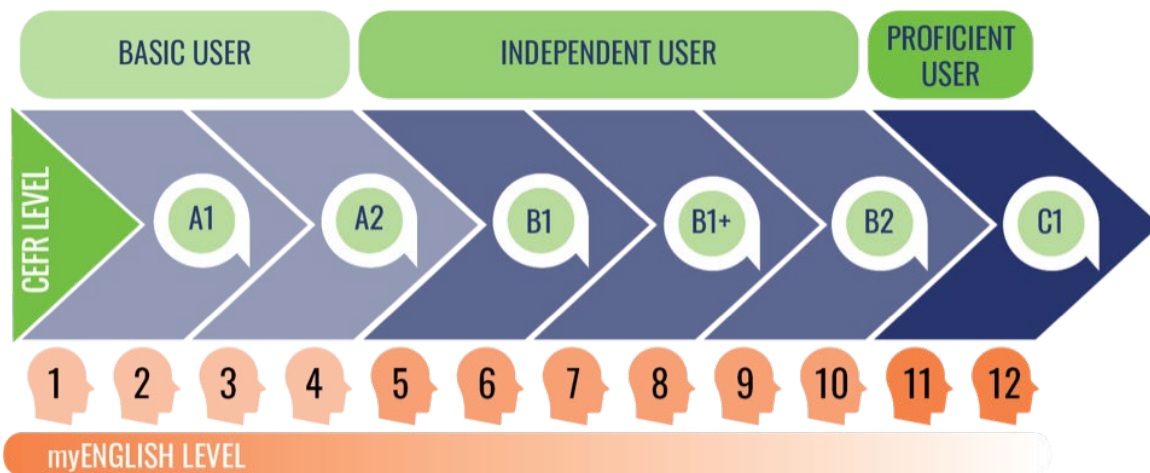 BASIC USER
INDEPENDENT USER
PROFICIENT
USER
CEFR LEVEL
A1
A2
B1
B1+
B2
C1
1 2 3 4 5 6 7 8 9 10 11 12
myENGLISH LEVEL